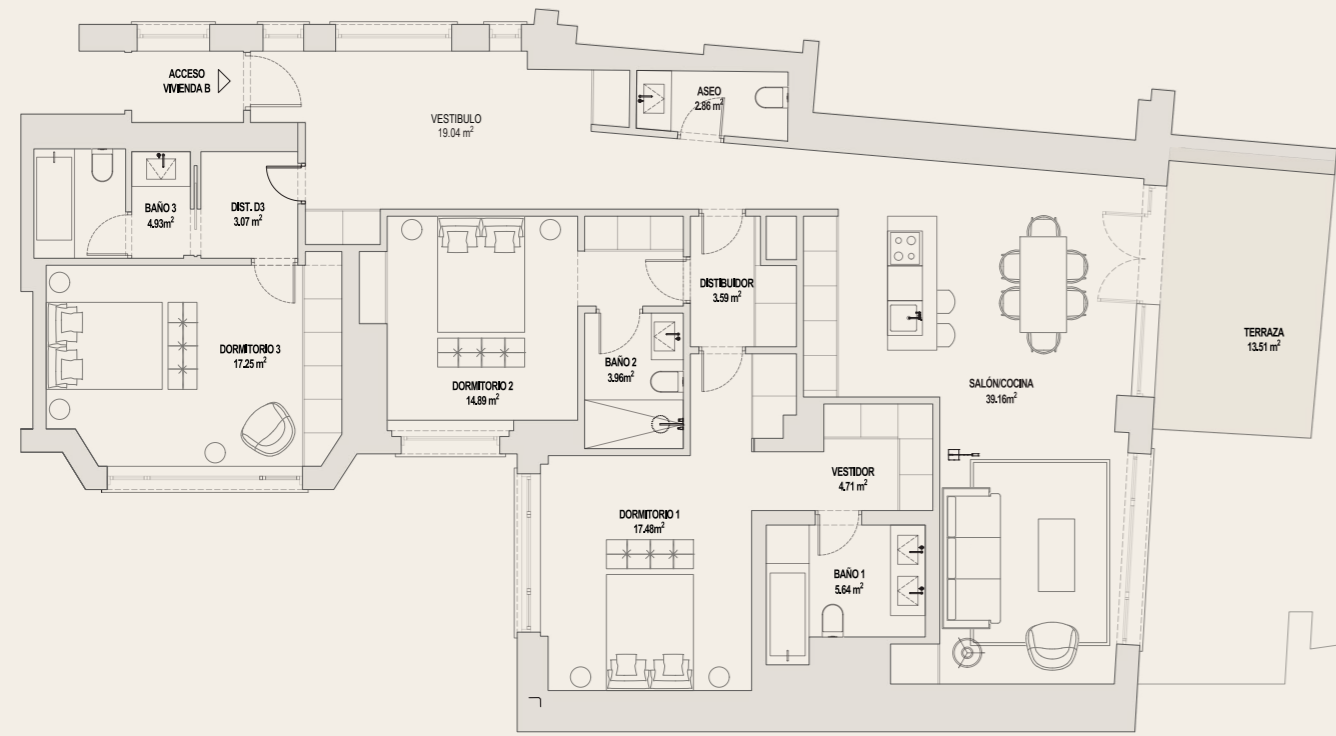 ACCESO
VIVIENDA B
VESTIBULO
19.04 m²
ASEO
2.86 m²
BAÑO 3
4.93m²
DIST. D3
3.07 m²
DISTIBUIDOR
3.59 m²
TERRAZA
13.51 m²
DORMITORIO 3
17.25 m²
DORMITORIO 2
14.89 m²
BAÑO 2
3.96m²
SALÓN/COCINA
39.16m²
VESTIDOR
4.71 m²
DORMITORIO 1
17.48m²
BAÑO 1
5.64 m²